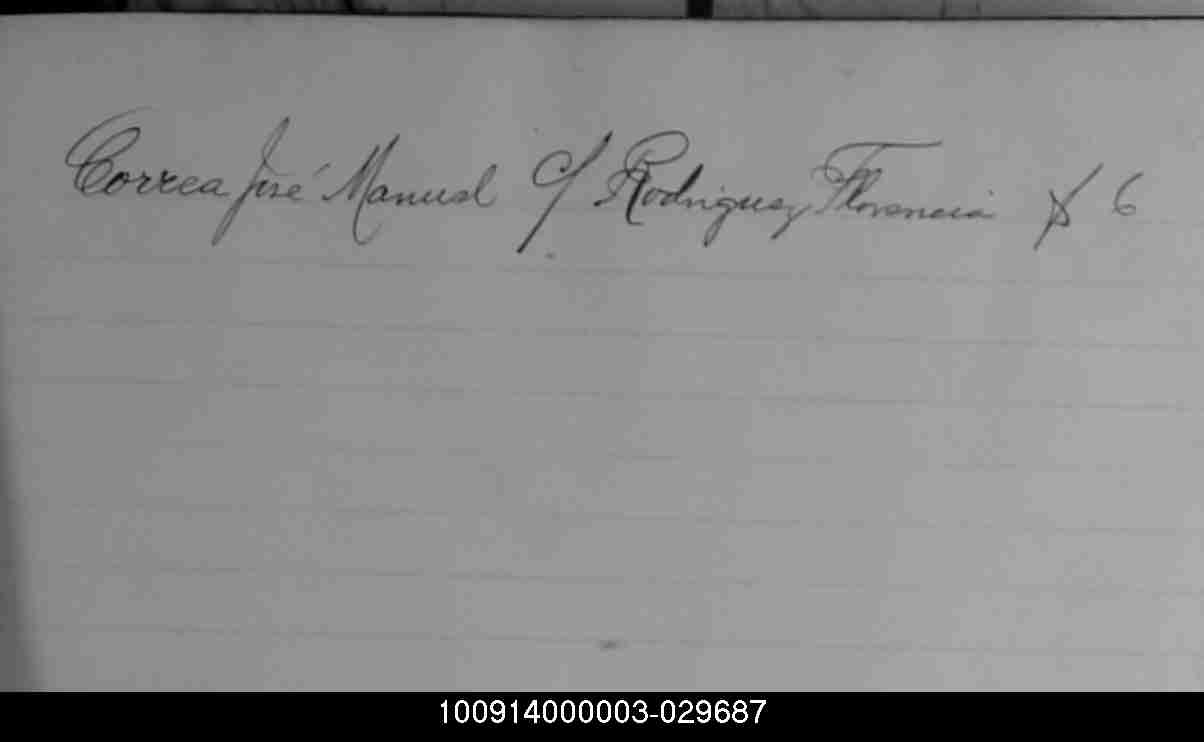 Correa José Manuel c/ Rodriguez Florencia $ 6
100914000003-029687